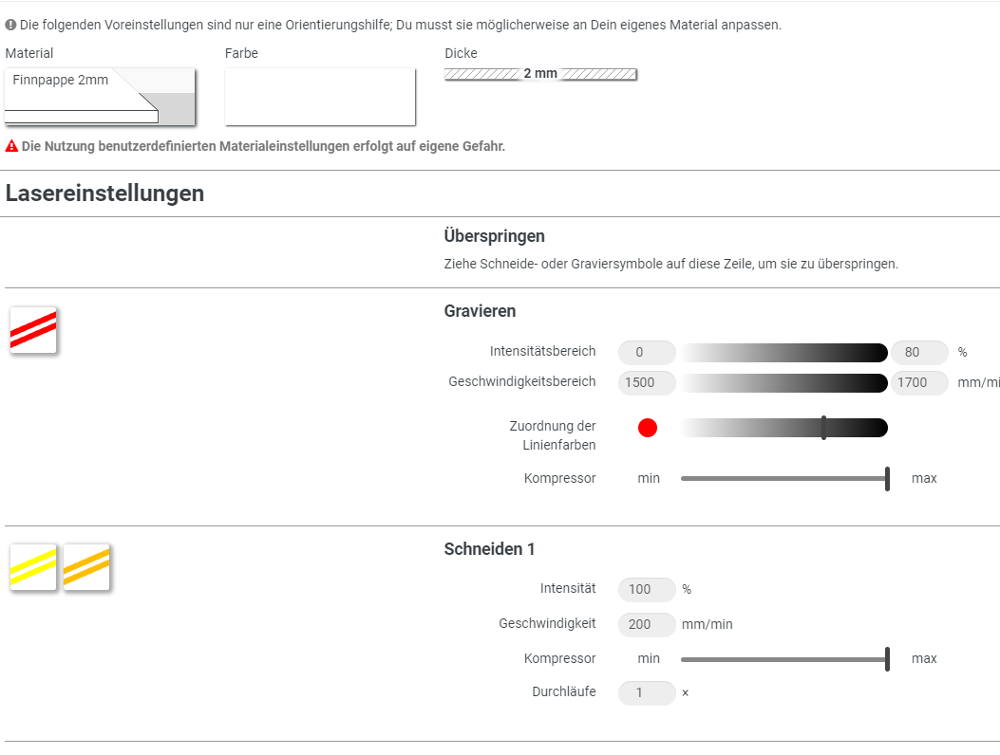 Die folgenden Voreinstellungen sind nur eine Orientierungshilfe; Du musst sie möglicherweise an Dein eigenes Material anpassen.
Material Farbe Dicke
Finnpappe 2mm 2 mm
Die Nutzung benutzerdefinierten Materialeinstellungen erfolgt auf eigene Gefahr.
Lasereinstellungen
Überspringen
Ziehe Schneide- oder Graviersymbole auf diese Zeile, um sie zu überspringen.
Gravieren
Intensitätsbereich 0 80 %
Geschwindigkeitsbereich 1500 1700 mm/mi
Zuordnung der
Linienfarben
Kompressor min max
Schneiden 1
Intensität 100 %
Geschwindigkeit 200 mm/min
Kompressor min max
Durchläufe 1 ×